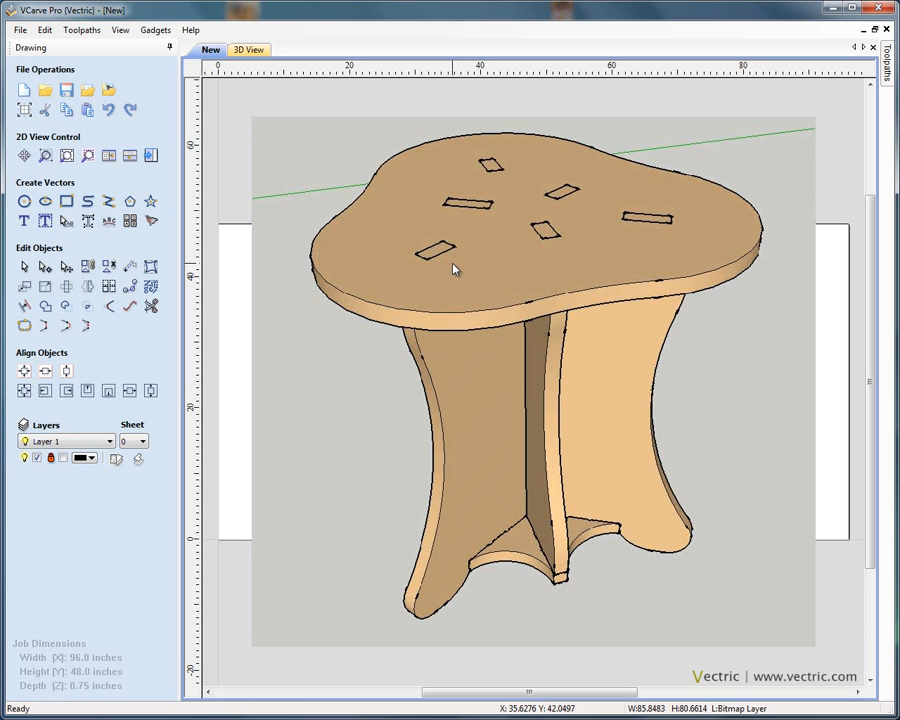 VCarve Pro {Vectric} - [New]
File Edit Toolpaths View Gadgets Help
Drawing
New
3D View
Toolpaths
0 20 40 60 80
60
40
20
0
-20
File Operations
2D View Control
Create Vectors
Edit Objects
Align Objects
Layers
Sheet
Layer 1
0
Job Dimensions
Width (X): 96.0 inches
Height (Y): 48.0 inches
Depth (Z): 0.75 inches
Vectric | www.vectric.com
Ready
X: 35.6276 Y: 42.0497
W:85.8483 H:80.6614 L:Bitmap Layer